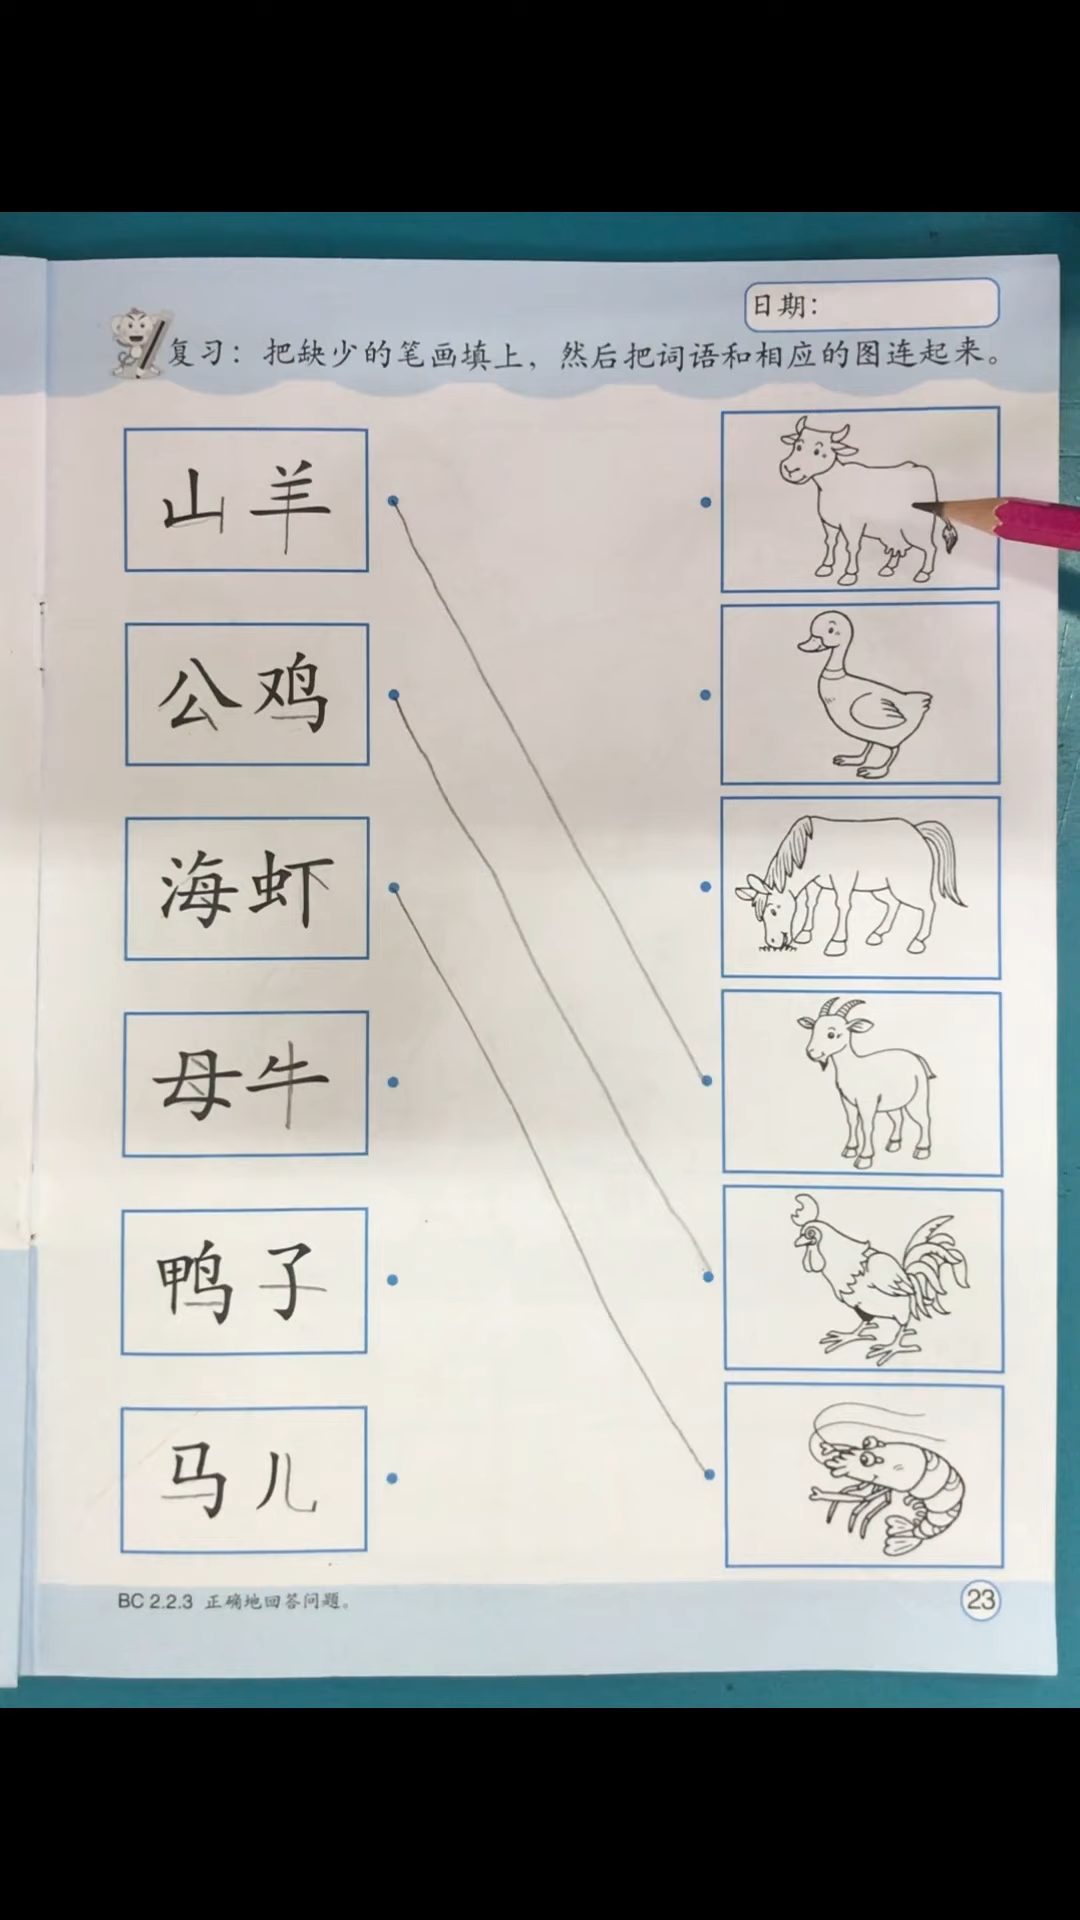 日期：
复习：把缺少的笔画填上，然后把词语和相应的图连起来。
山羊
公鸡
海虾
母牛
鸭子
马儿
BC 2.2.3 正确地回答问题。
23